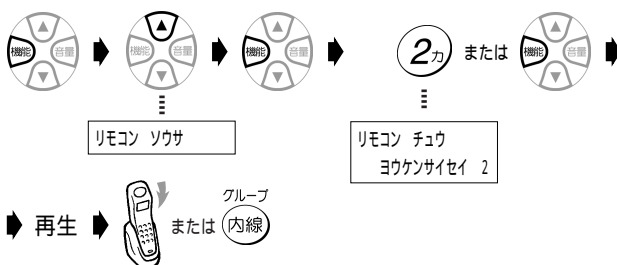 機能 音量 機能 音量 機能 音量 2カ または 機能 音量
リモコン ソウサ
リモコン チュウ
ヨウケンサイセイ 2
グループ
再生 または 内線